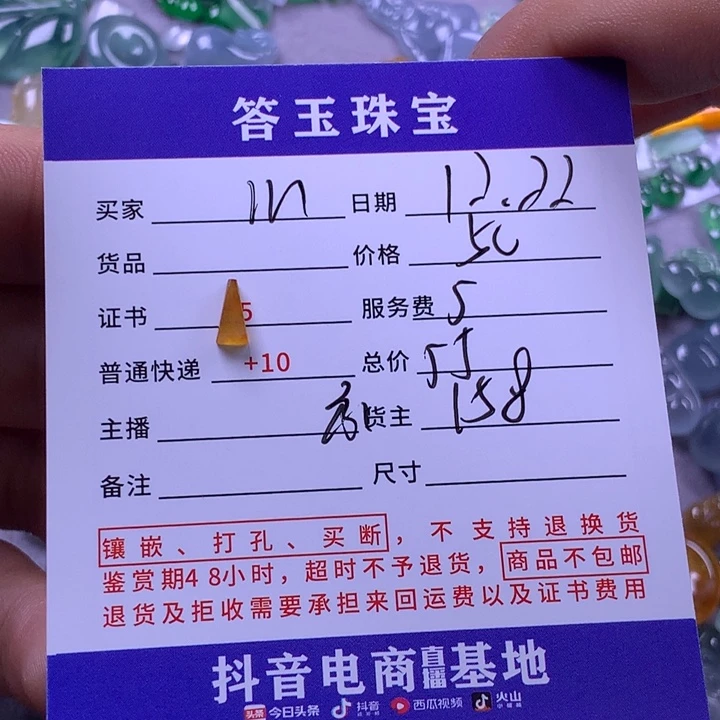 答玉珠宝
买家 日期 12.22
货品 价格 50
证书 5 服务费 5
普通快递 +10 总价 55
主播 货主 158
备注 尺寸
镶嵌、打孔、买断，不支持退换货
鉴赏期48小时，超时不予退货，商品不包邮
退货及拒收需要承担来回运费以及证书费用
抖音电商直播基地
头条 今日头条 抖音 西瓜视频 火山